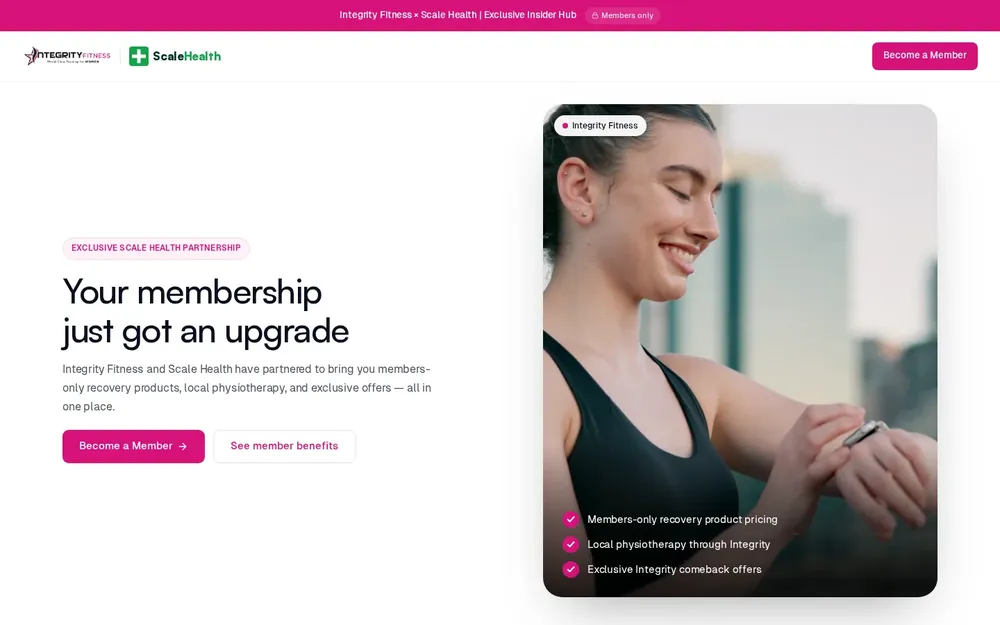 Integrity Fitness × Scale Health | Exclusive Insider Hub
Members only
INTEGRITY FITNESS
ScaleHealth
Become a Member
Integrity Fitness
EXCLUSIVE SCALE HEALTH PARTNERSHIP
Your membership
just got an upgrade
Integrity Fitness and Scale Health have partnered to bring you members-
only recovery products, local physiotherapy, and exclusive offers — all in
one place.
Become a Member →
See member benefits
Members-only recovery product pricing
Local physiotherapy through Integrity
Exclusive Integrity comeback offers